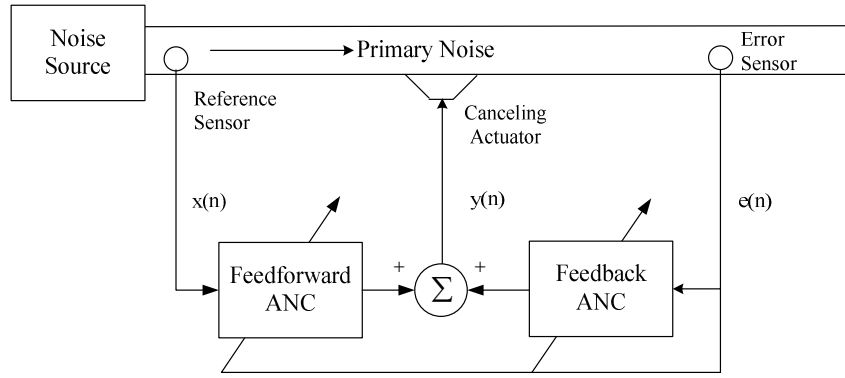 Noise
Source
Primary Noise
Error
Sensor
Reference
Sensor
Canceling
Actuator
x(n)
y(n)
e(n)
Feedforward
ANC
+
Σ
+
Feedback
ANC